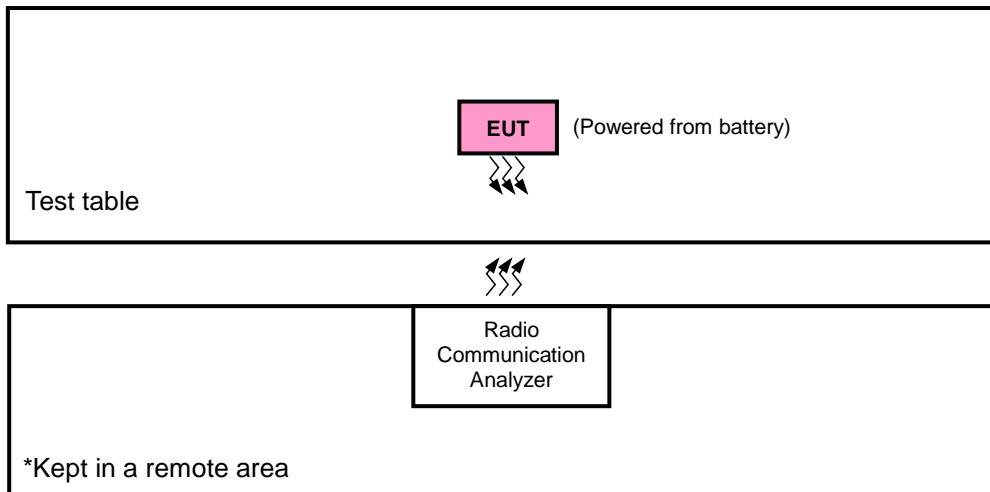 EUT
(Powered from battery)
Test table
Radio
Communication
Analyzer
*Kept in a remote area